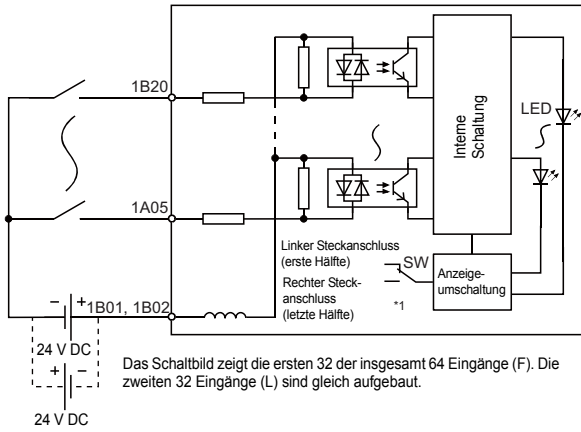 1B20
LED
Interne
Schaltung
1A05
Linker Steckanschluss
(erste Hälfte)
SW
Rechter Steck-
anschluss
(letzte Hälfte)
*1
Anzeige-
umschaltung
– +
1B01, 1B02
24 V DC
+ –
24 V DC
Das Schaltbild zeigt die ersten 32 der insgesamt 64 Eingänge (F). Die
zweiten 32 Eingänge (L) sind gleich aufgebaut.